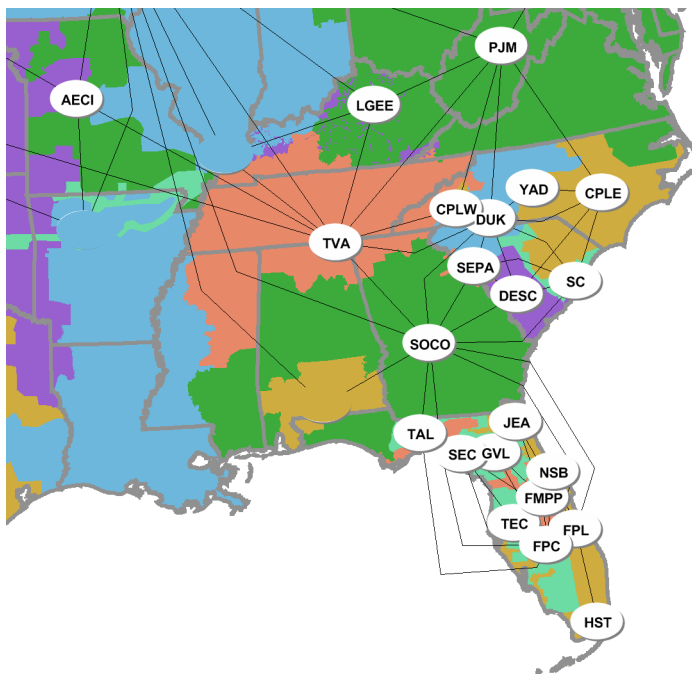 PJM
AECI
LGEE
YAD
CPLE
CPLW
DUK
TVA
SEPA
SC
DESC
SOCO
JEA
TAL
GVL
SEC
NSB
FMPP
TEC
FPL
FPC
HST